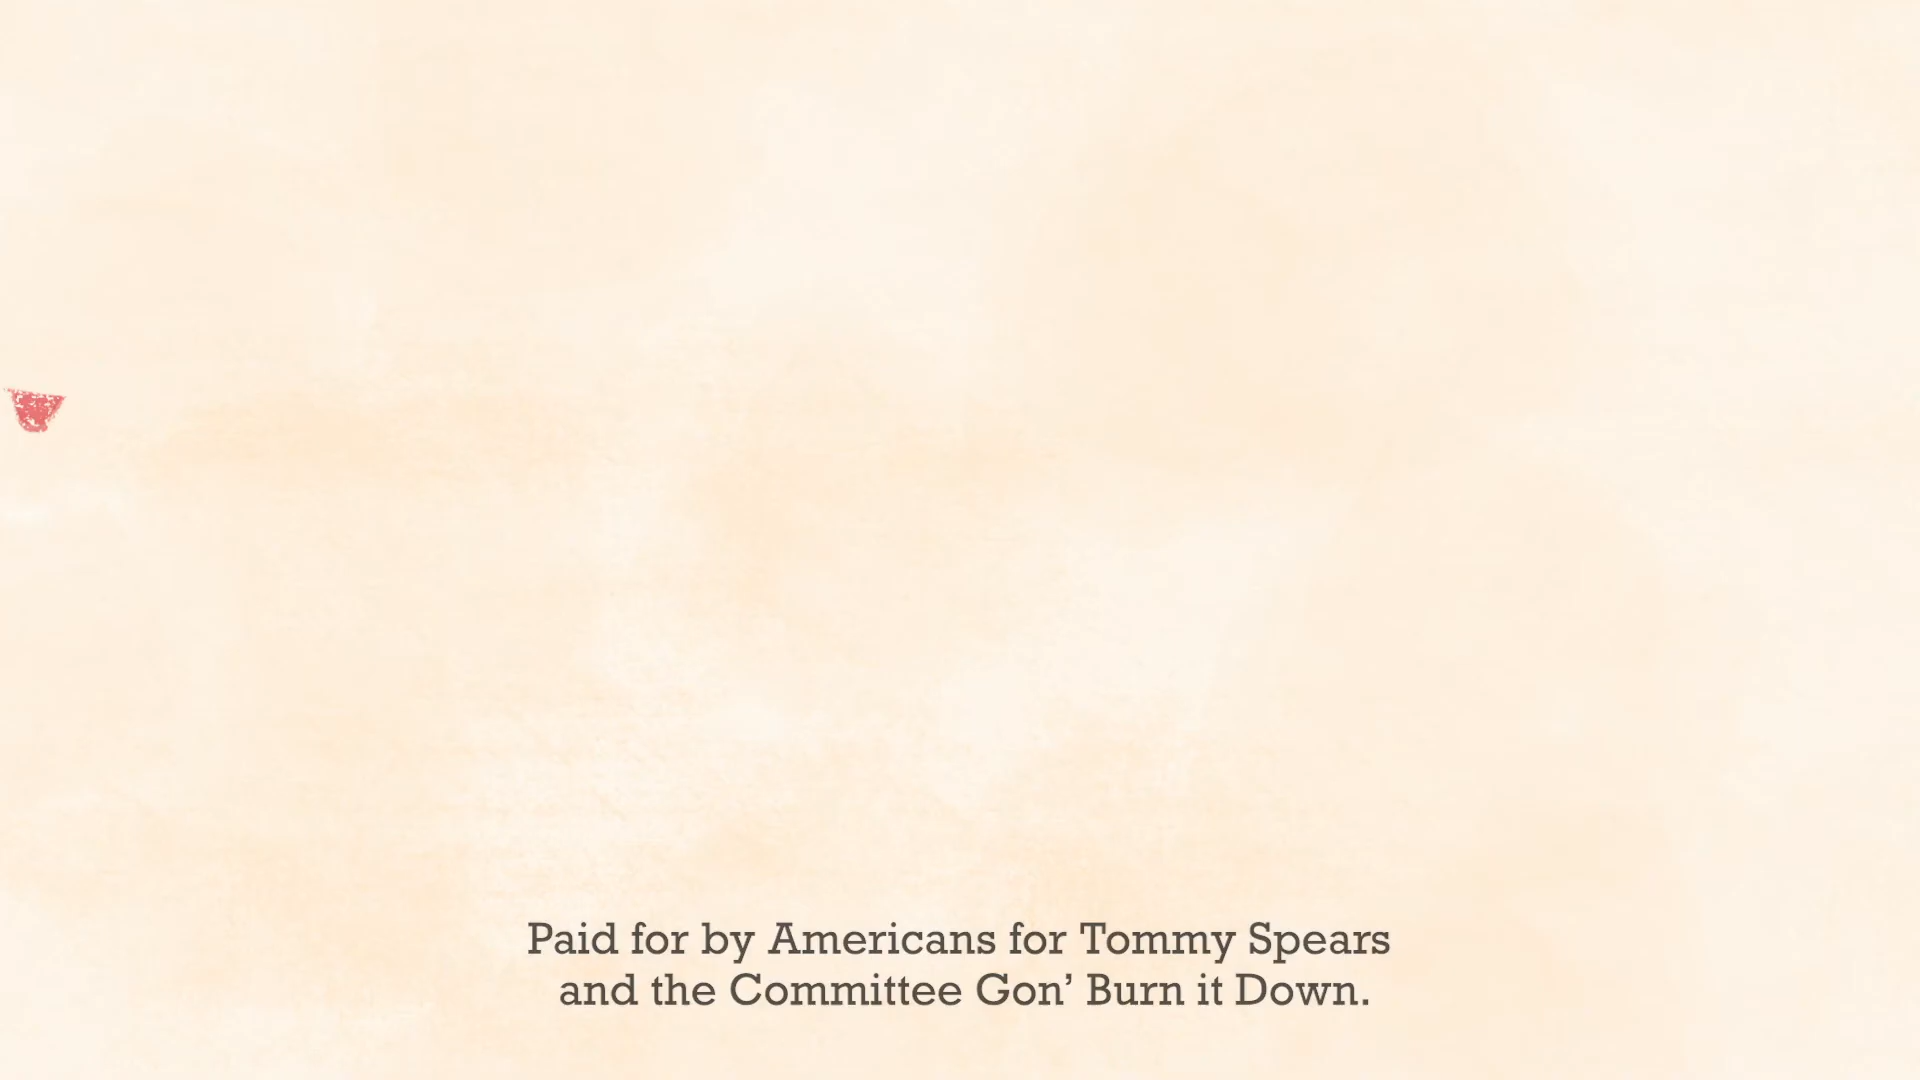 Paid for by Americans for Tommy Spears
and the Committee Gon’ Burn it Down.